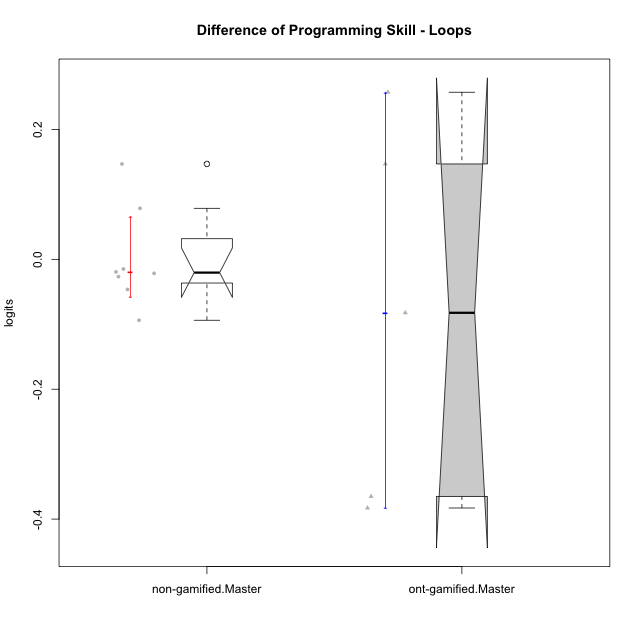 Difference of Programming Skill - Loops
logits
0.2
0.0
-0.2
-0.4
non-gamified.Master
ont-gamified.Master